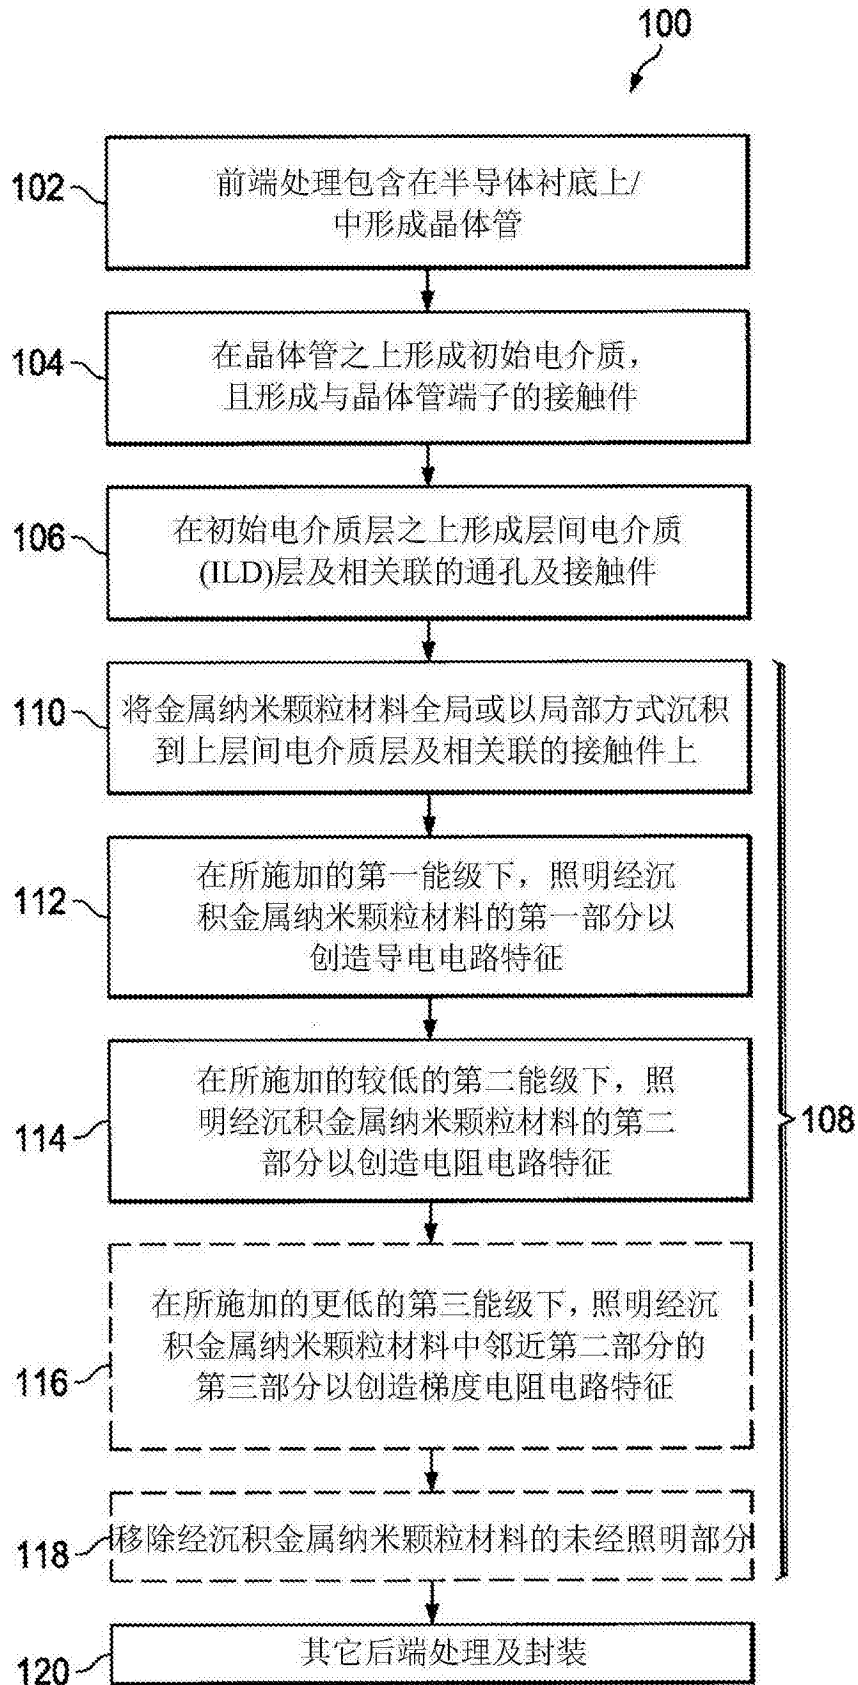 100
102
前端处理包含在半导体衬底上/
中形成晶体管
104
在晶体管之上形成初始电介质，
且形成与晶体管端子的接触件
106
在初始电介质层之上形成层间电介质
(ILD)层及相关联的通孔及接触件
110
将金属纳米颗粒材料全局或以局部方式沉积
到上层间电介质层及相关联的接触件上
112
在所施加的第一能级下，照明经沉
积金属纳米颗粒材料的第一部分以
创造导电电路特征
114
在所施加的较低的第二能级下，照
明经沉积金属纳米颗粒材料的第二
部分以创造电阻电路特征
108
116
在所施加的更低的第三能级下，照明经沉
积金属纳米颗粒材料中邻近第二部分的
第三部分以创造梯度电阻电路特征
118
移除经沉积金属纳米颗粒材料的未经照明部分
120
其它后端处理及封装